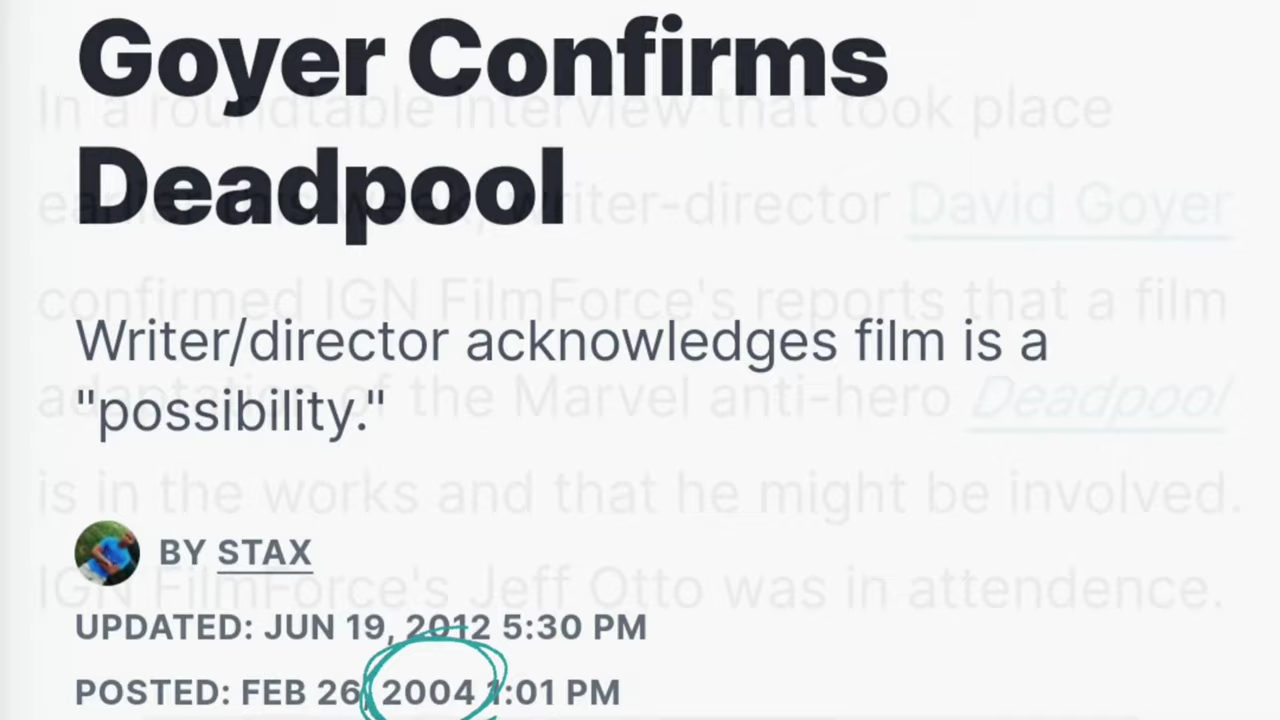 Goyer Confirms
Deadpool
Writer/director acknowledges film is a
"possibility."
BY STAX
UPDATED: JUN 19, 2012 5:30 PM
POSTED: FEB 26, 2004 1:01 PM
In a roundtable interview that took place
earlier this week, writer-director David Goyer
confirmed IGN FilmForce's reports that a film
adaptation of the Marvel anti-hero Deadpool
is in the works and that he might be involved.
IGN FilmForce's Jeff Otto was in attendence.